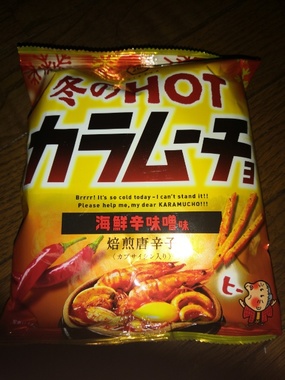 冬のHOT
カラムーチョ
Brrrr! It's so cold today~I can't stand it!!
Please help me, my dear KARAMUCHO!!!
海鮮辛味噌味
焙煎唐辛子
(カプサイシン入り)
ヒー